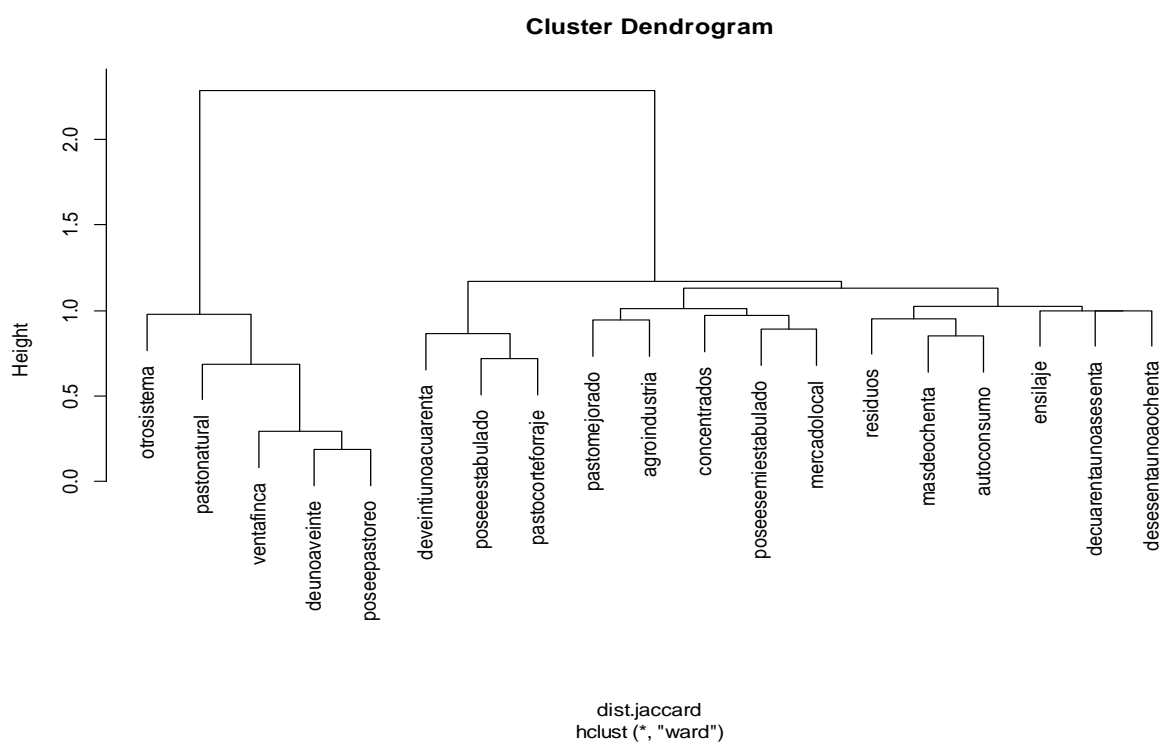 Cluster Dendrogram
Height
2.0
1.5
1.0
0.5
0.0
otrosistema
pastonatural
ventafinca
deunoaveinte
poseepastoreo
deveintiunoacuarenta
poseeestabulado
pastocorteforraje
pastomejorado
agroindustria
concentrados
poseesemiestabulado
mercadolocal
residuos
masdeochenta
autoconsumo
ensilaje
decuarentaunoasesenta
desesentaunoaochenta
dist.jaccard
hclust (*, "ward")